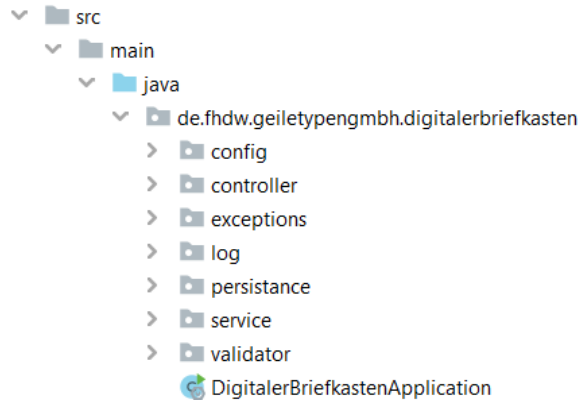 src
main
java
de.fhdw.geiletypengmbh.digitalerbriefkasten
config
controller
exceptions
log
persistance
service
validator
DigitalerBriefkastenApplication